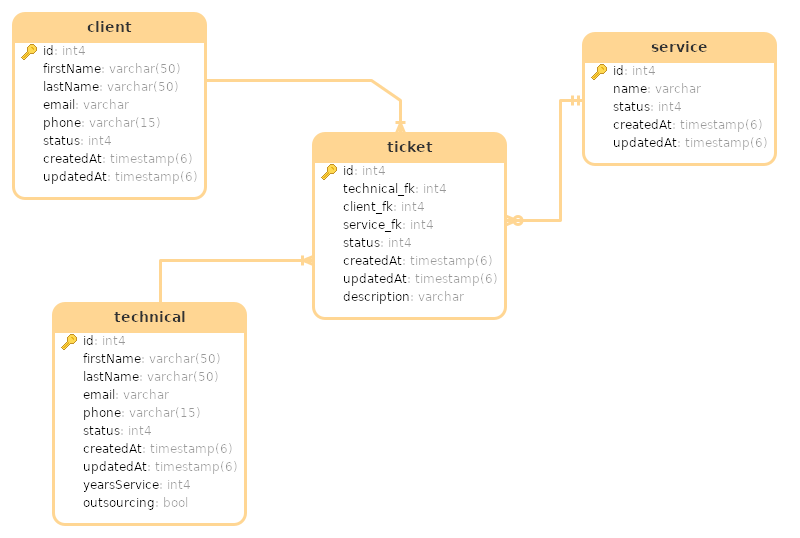 client
id: int4
firstName: varchar(50)
lastName: varchar(50)
email: varchar
phone: varchar(15)
status: int4
createdAt: timestamp(6)
updatedAt: timestamp(6)
service
id: int4
name: varchar
status: int4
createdAt: timestamp(6)
updatedAt: timestamp(6)
ticket
id: int4
technical_fk: int4
client_fk: int4
service_fk: int4
status: int4
createdAt: timestamp(6)
updatedAt: timestamp(6)
description: varchar
technical
id: int4
firstName: varchar(50)
lastName: varchar(50)
email: varchar
phone: varchar(15)
status: int4
createdAt: timestamp(6)
updatedAt: timestamp(6)
yearsService: int4
outsourcing: bool